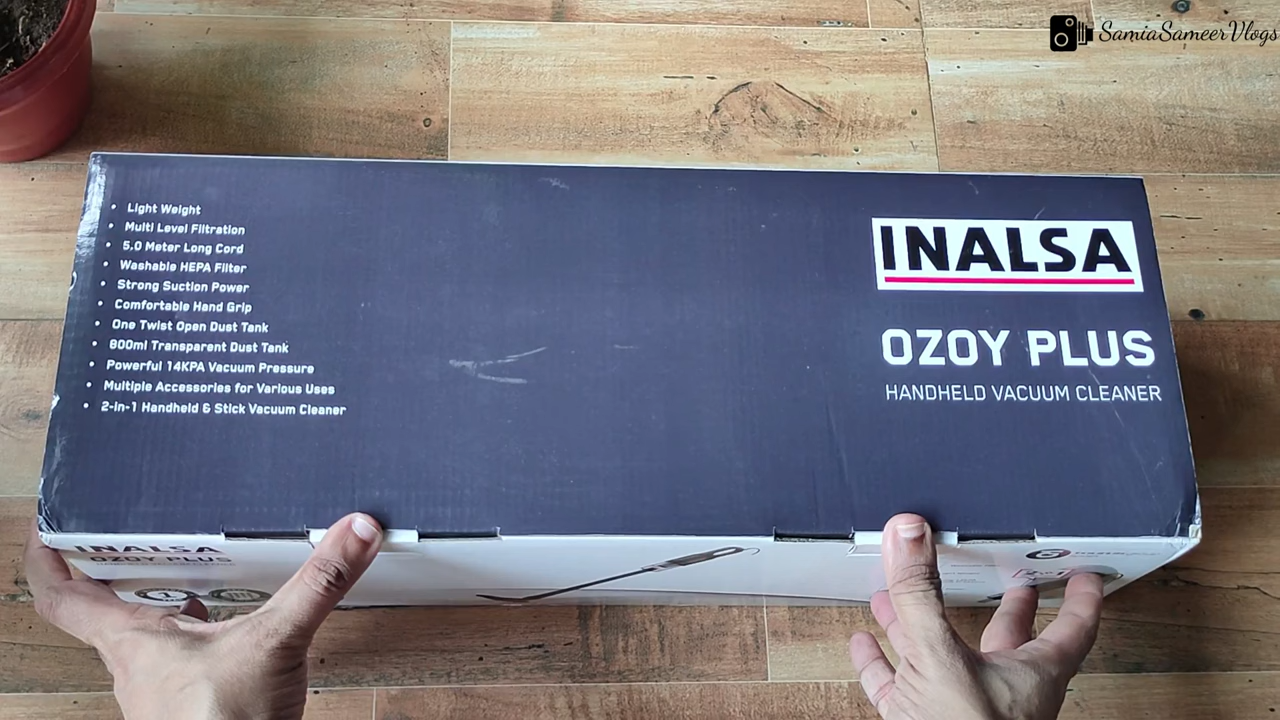 SamiaSameerVlogs
• Light Weight
• Multi Level Filtration
• 5.0 Meter Long Cord
• Washable HEPA Filter
• Strong Suction Power
• Comfortable Hand Grip
• One Twist Open Dust Tank
• 800ml Transparent Dust Tank
• Powerful 14KPA Vacuum Pressure
• Multiple Accessories for Various Uses
• 2-in-1 Handheld & Stick Vacuum Cleaner
INALSA
OZOY PLUS
HANDHELD VACUUM CLEANER
INALSA
OZOY PLUS